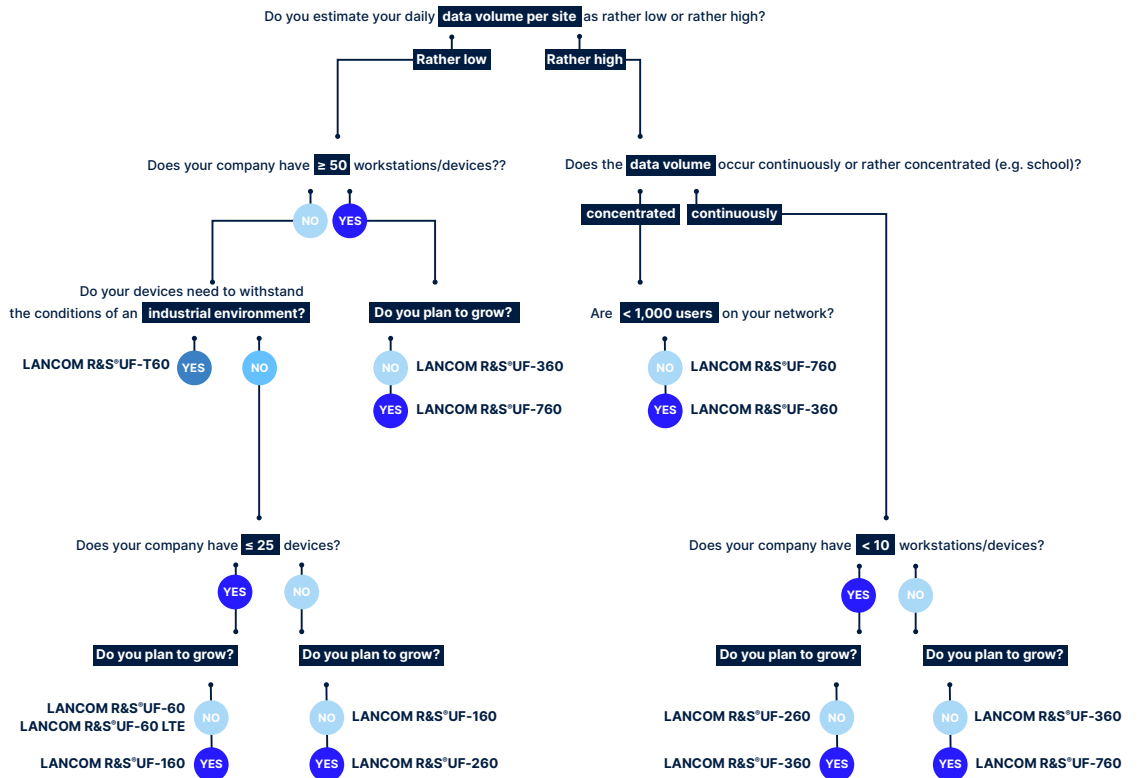 Do you estimate your daily data volume per site as rather low or rather high?
Rather low
Rather high
Does your company have ≥ 50 workstations/devices??
Does the data volume occur continuously or rather concentrated (e.g. school)?
NO
YES
concentrated
continuously
Do your devices need to withstand
the conditions of an industrial environment?
Do you plan to grow?
Are < 1,000 users on your network?
LANCOM R&S®UF-T60
YES
NO
NO
LANCOM R&S®UF-360
YES
LANCOM R&S®UF-760
NO
LANCOM R&S®UF-760
YES
LANCOM R&S®UF-360
Does your company have ≤ 25 devices?
Does your company have < 10 workstations/devices?
YES
NO
YES
NO
Do you plan to grow?
Do you plan to grow?
Do you plan to grow?
Do you plan to grow?
LANCOM R&S®UF-60
LANCOM R&S®UF-60 LTE
NO
LANCOM R&S®UF-160
YES
NO
LANCOM R&S®UF-160
YES
LANCOM R&S®UF-260
LANCOM R&S®UF-260
NO
LANCOM R&S®UF-360
YES
NO
LANCOM R&S®UF-360
YES
LANCOM R&S®UF-760